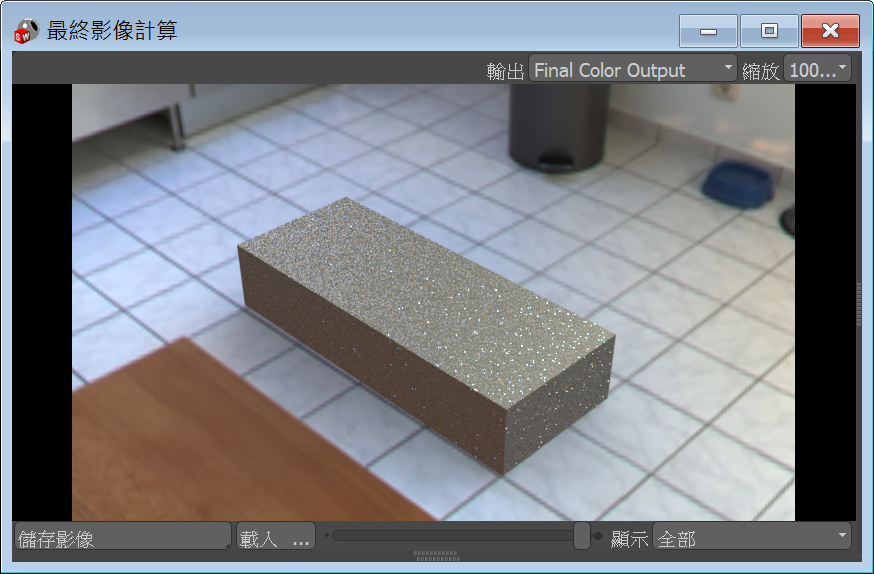 最終影像計算
輸出 Final Color Output 縮放 100...
儲存影像 載入 ... 顯示 全部